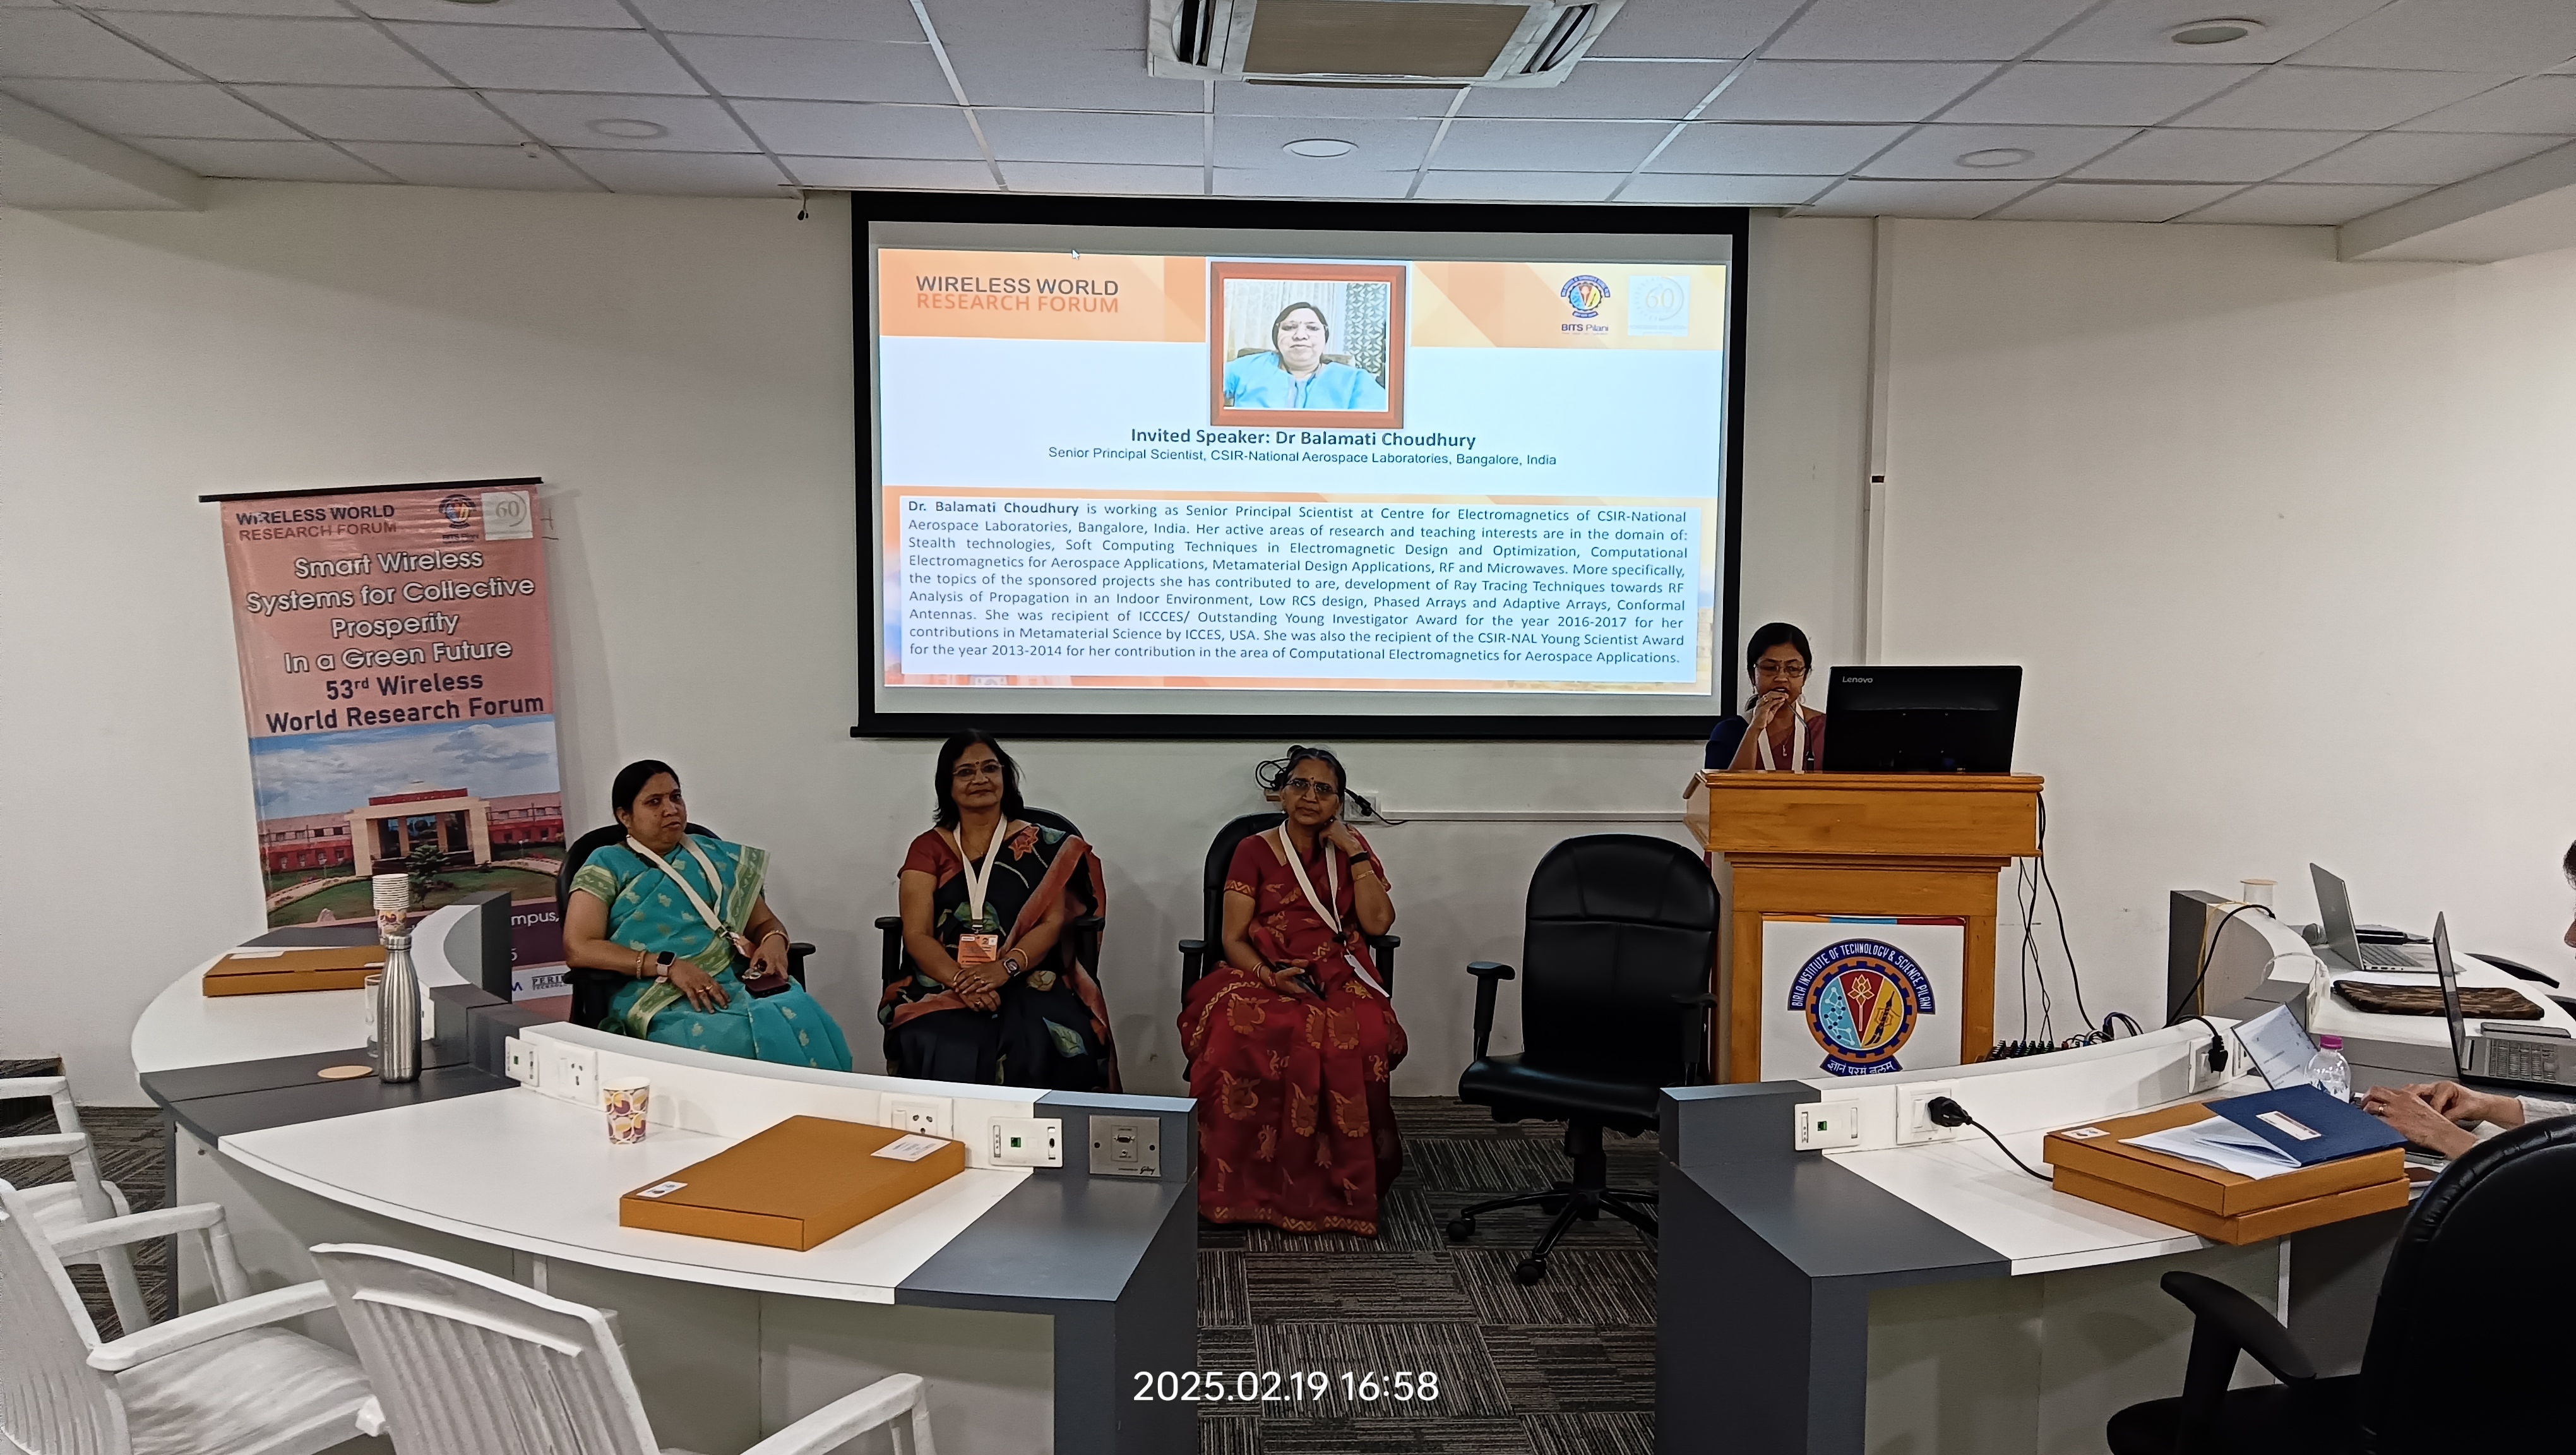 WIRELESS WORLD
RESEARCH FORUM
BITS Pilani
60
Invited Speaker: Dr Balamati Choudhury
Senior Principal Scientist, CSIR-National Aerospace Laboratories, Bangalore, India
Dr. Balamati Choudhury is working as Senior Principal Scientist at Centre for Electromagnetics of CSIR-National
Aerospace Laboratories, Bangalore, India. Her active areas of research and teaching interests are in the domain of:
Stealth technologies, Soft Computing Techniques in Electromagnetic Design and Optimization, Computational
Electromagnetics for Aerospace Applications, Metamaterial Design Applications, RF and Microwaves. More specifically,
the topics of the sponsored projects she has contributed to are, development of Ray Tracing Techniques towards RF
Analysis of Propagation in an Indoor Environment, Low RCS design, Phased Arrays and Adaptive Arrays, Conformal
Antennas. She was recipient of ICCCES/ Outstanding Young Investigator Award for the year 2016-2017 for her
contributions in Metamaterial Science by ICCES, USA. She was also the recipient of the CSIR-NAL Young Scientist Award
for the year 2013-2014 for her contribution in the area of Computational Electromagnetics for Aerospace Applications.
WIRELESS WORLD
RESEARCH FORUM
BITS Pilani
60
Smart Wireless
Systems for Collective
Prosperity
In a Green Future
53rd Wireless
World Research Forum
mpus,
5
Lenovo
BIRLA INSTITUTE OF TECHNOLOGY & SCIENCE, PILANI
ज्ञानं परमं बलम्
2025.02.19 16:58